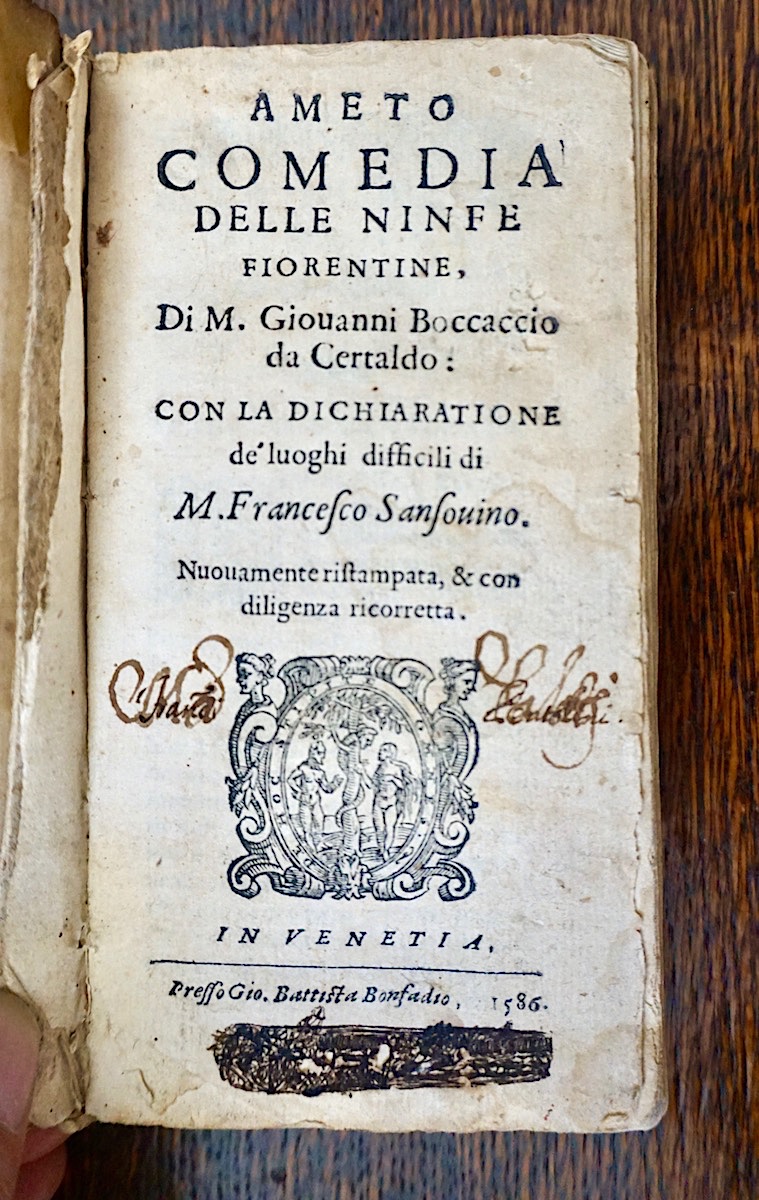 AMETO
COMEDIA
DELLE NINFE
FIORENTINE,
Di M. Giouanni Boccaccio
da Certaldo:
CON LA DICHIARATIONE
de' luoghi difficili di
M. Franceſco Sanſouino.
Nuouamente riſtampata, & con
diligenza ricorretta.
IN VENETIA,
Preſſo Gio. Battiſta Bonfadio, 1586.